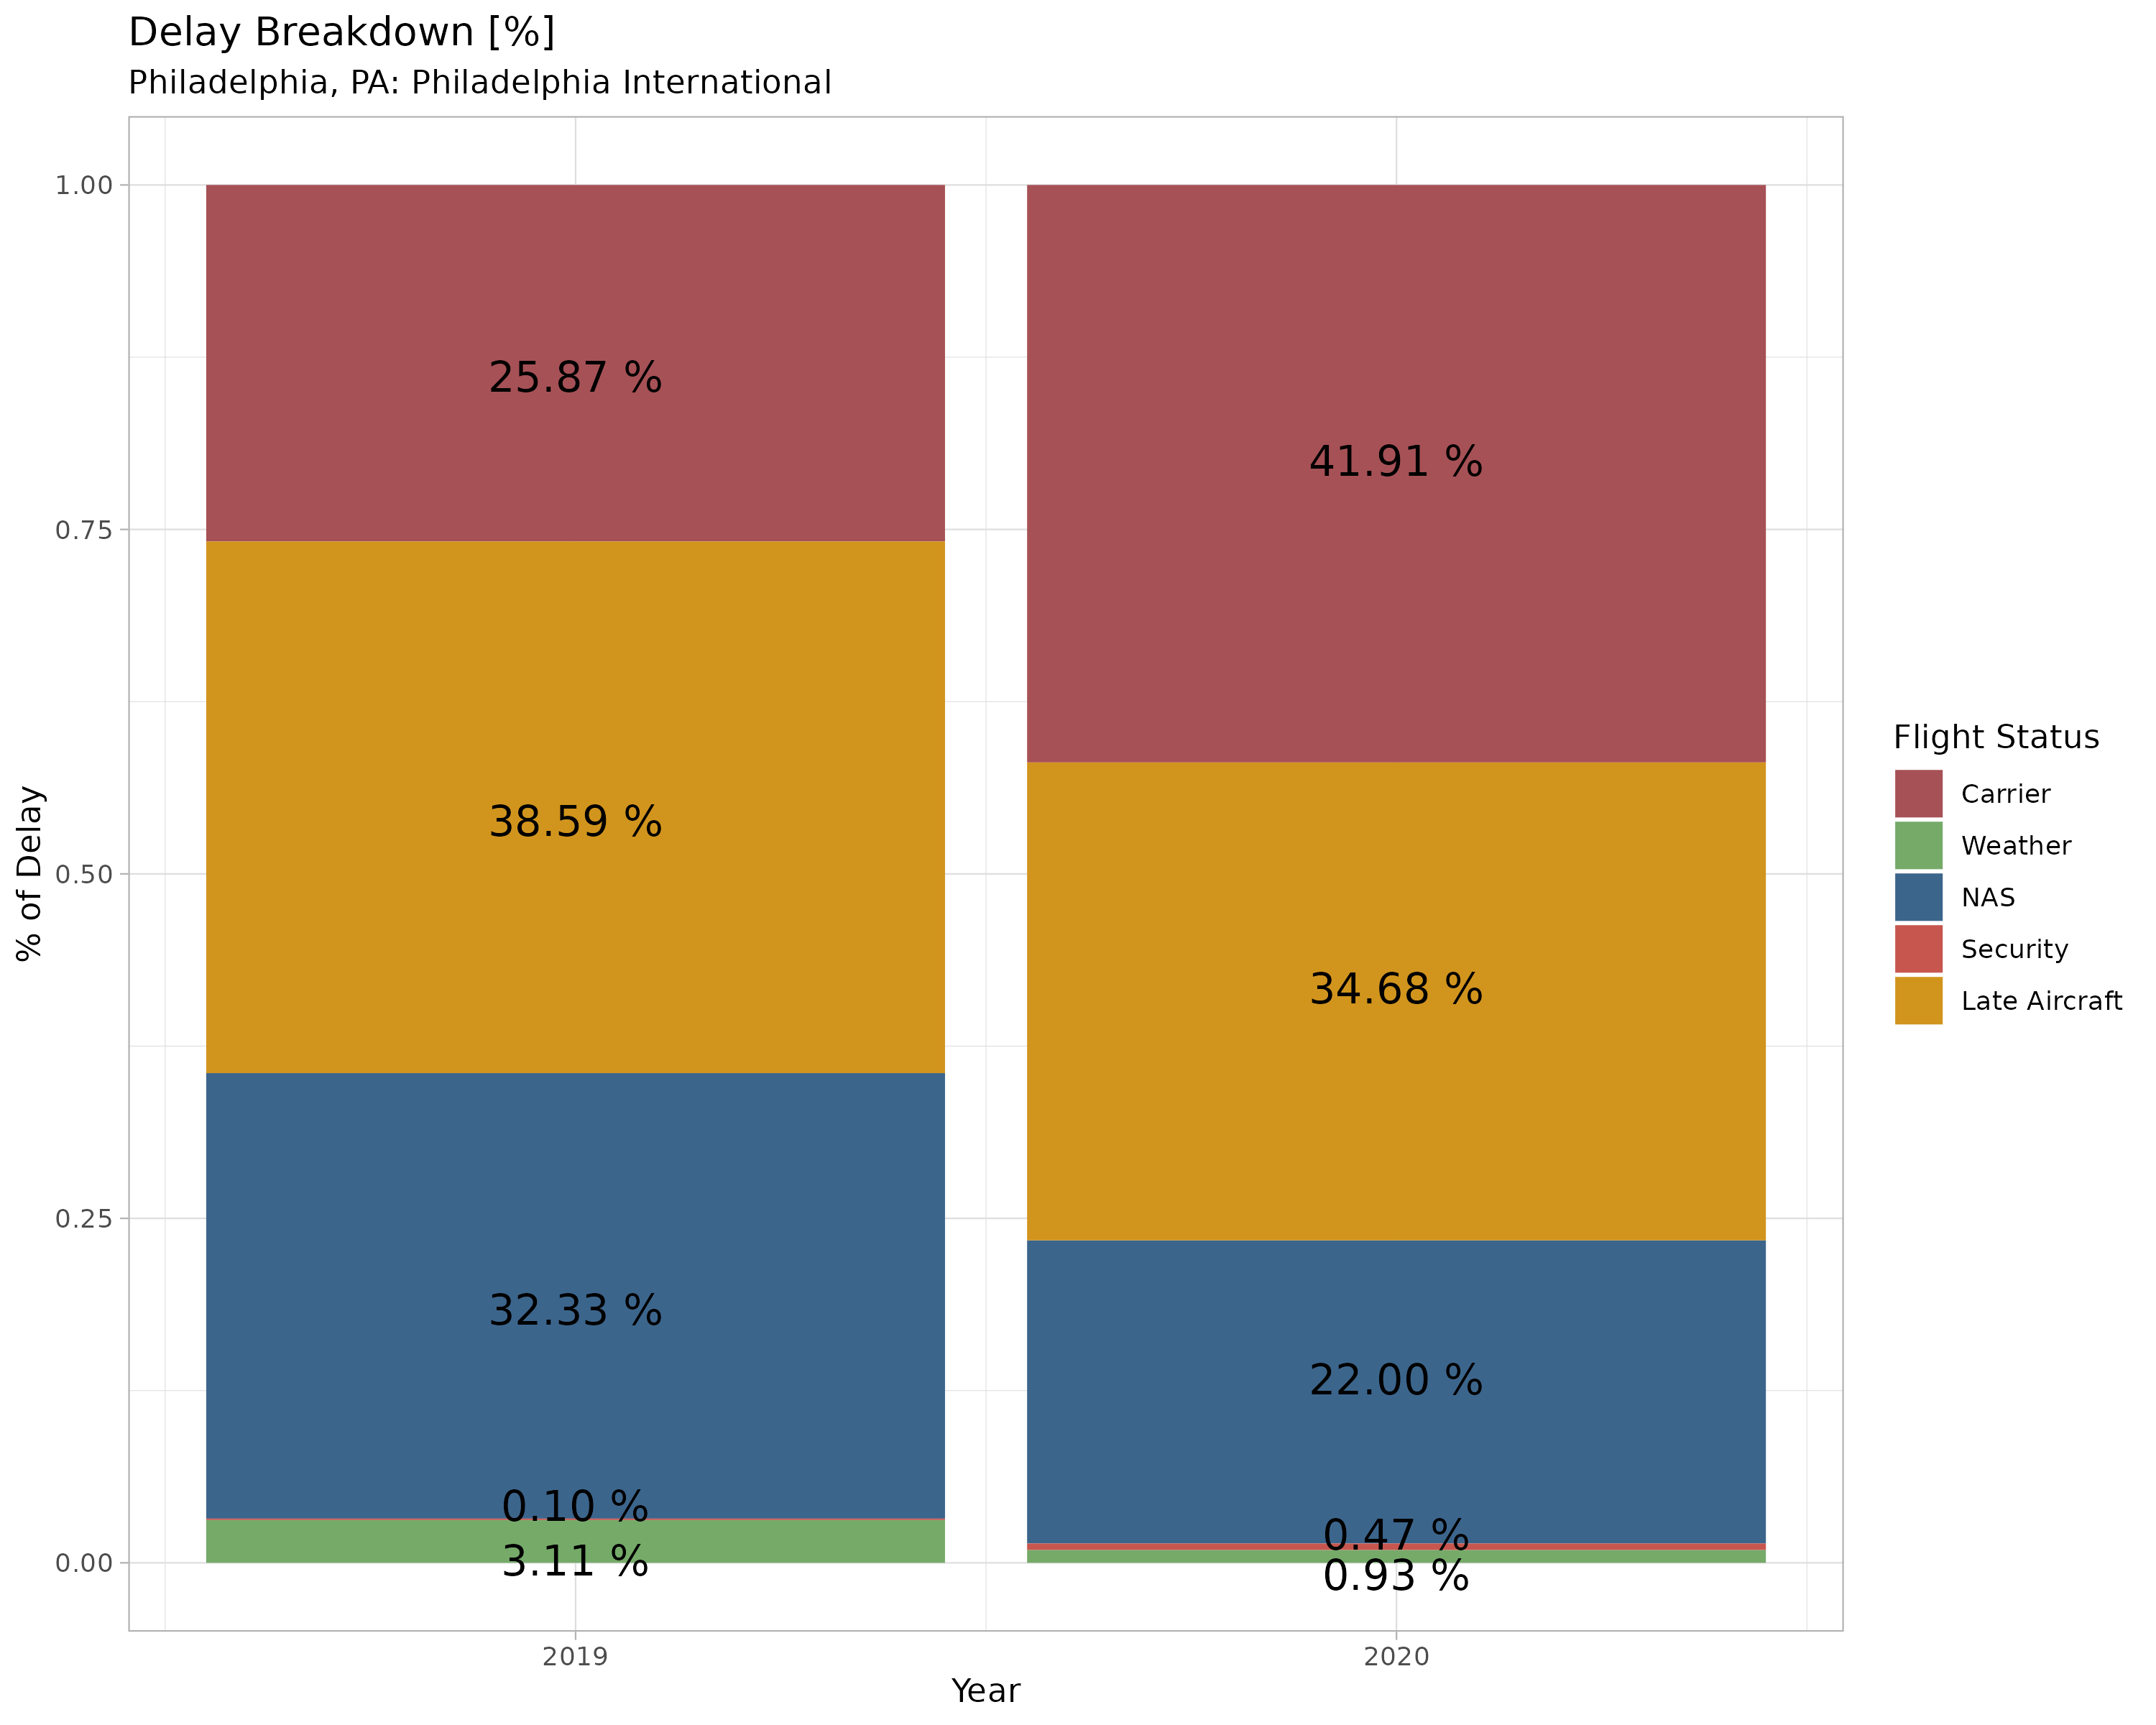 Delay Breakdown [%]
Philadelphia, PA: Philadelphia International
% of Delay
1.00
0.75
0.50
0.25
0.00
25.87 %
38.59 %
32.33 %
0.10 %
3.11 %
41.91 %
34.68 %
22.00 %
0.47 %
0.93 %
2019
2020
Year
Flight Status
Carrier
Weather
NAS
Security
Late Aircraft